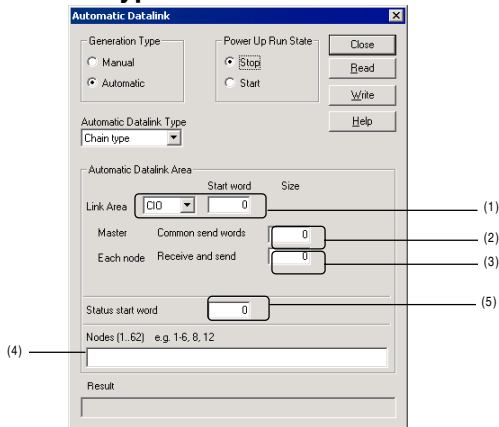 Automatic Datalink
Generation Type
Manual
Automatic
Power Up Run State
Stop
Start
Close
Read
Write
Help
Automatic Datalink Type
Chain type
Automatic Datalink Area
Start word Size
Link Area CIO 0
(1)
Master Common send words 0
(2)
Each node Receive and send 0
(3)
Status start word 0
(5)
Nodes (1..62) e.g. 1-6, 8, 12
(4)
Result